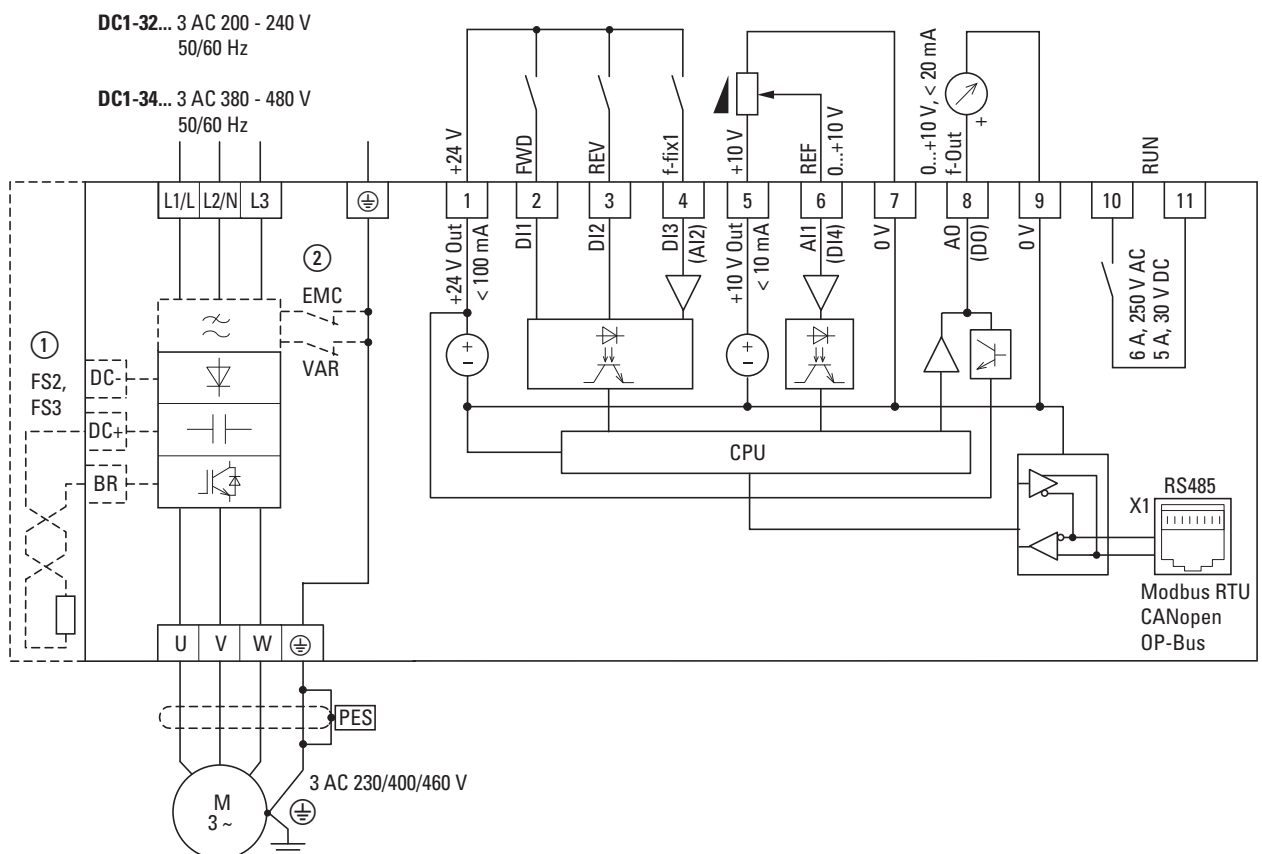 DC1-32... 3 AC 200 - 240 V
50/60 Hz
DC1-34... 3 AC 380 - 480 V
50/60 Hz
+24 V
FWD
REV
f-fix1
+10 V
REF
0...+10 V
0...+10 V, < 20 mA
f-Out
+
RUN
L1/L
L2/N
L3
1
2
3
4
5
6
7
8
9
10
11
+24 V Out
< 100 mA
DI1
DI2
DI3
(AI2)
+10 V Out
< 10 mA
AI1
(DI4)
0 V
AO
(DO)
0 V
6 A, 250 V AC
5 A, 30 V DC
2
EMC
VAR
1
FS2,
FS3
DC-
DC+
BR
+
-
+
-
CPU
X1
RS485
Modbus RTU
CANopen
OP-Bus
U
V
W
PES
3 AC 230/400/460 V
M
3 ~